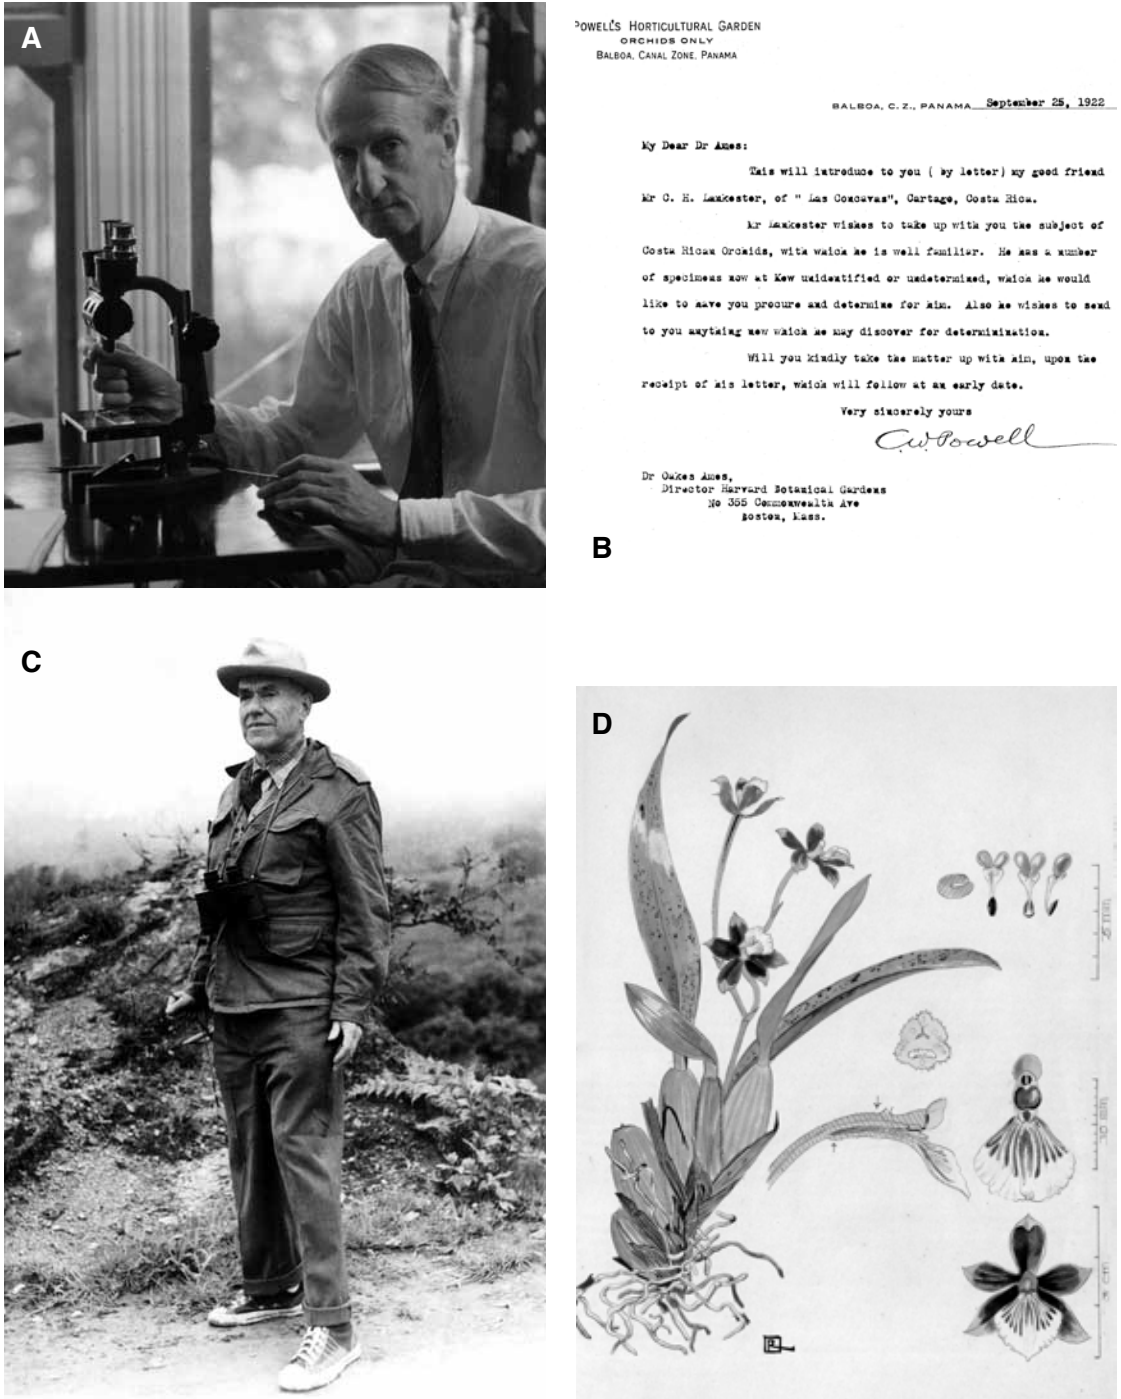 A
POWELL'S HORTICULTURAL GARDEN
ORCHIDS ONLY
BALBOA, CANAL ZONE, PANAMA
BALBOA, C. Z., PANAMA September 25, 1922
My Dear Dr Ames:
This will introduce to you ( by letter) my good friend
Mr C. H. Lankester, of " Las Concavas", Cartage, Costa Rica.
Mr Lankester wishes to take up with you the subject of
Costa Rican Orchids, with which he is well familiar. He has a number
of specimens now at Kew unidentified or undetermined, which he would
like to have you procure and determine for him. Also he wishes to send
to you anything new which he may discover for determinination.
Will you kindly take the matter up with him, upon the
receipt of his letter, which will follow at an early date.
Very sincerely yours
C.W. Powell
Dr Oakes Ames,
Director Harvard Botanical Gardens
No 355 Commonwealth Ave
Boston, Mass.
B
C
D
10 mm
3 cm